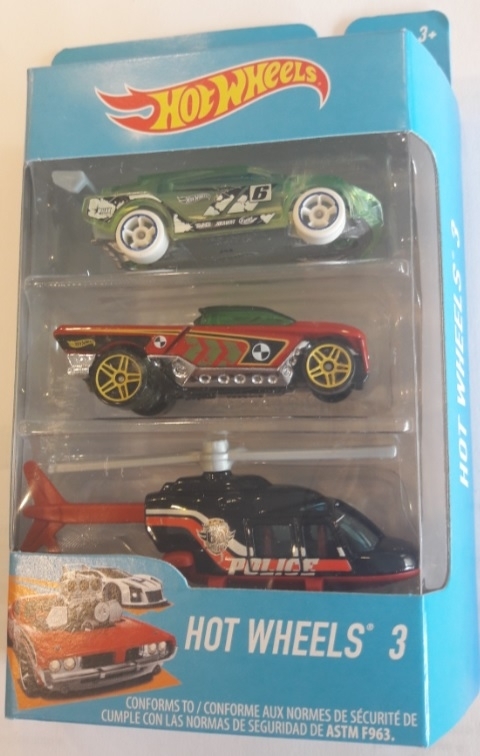 3+
HOT WHEELS
6
POLICE
HOT WHEELS 3
HOT WHEELS® 3
CONFORMS TO / CONFORME AUX NORMES DE SÉCURITÉ DE
CUMPLE CON LAS NORMAS DE SEGURIDAD DE ASTM F963.